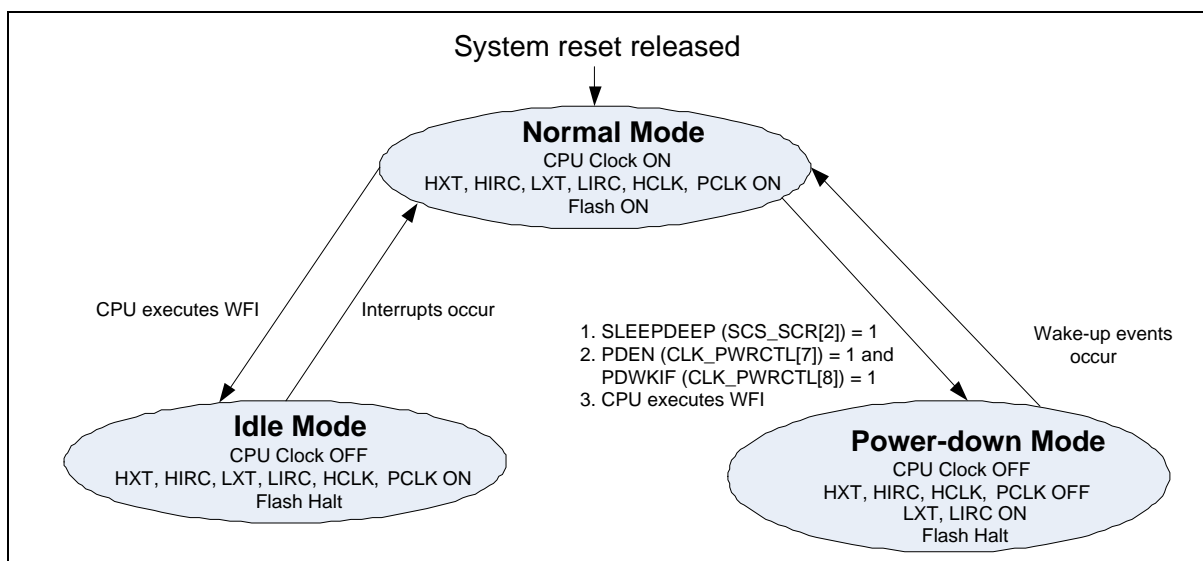 System reset released
Normal Mode
CPU Clock ON
HXT, HIRC, LXT, LIRC, HCLK, PCLK ON
Flash ON
CPU executes WFI
Interrupts occur
1. SLEEPDEEP (SCS_SCR[2]) = 1
2. PDEN (CLK_PWRCTL[7]) = 1 and
PDWKIF (CLK_PWRCTL[8]) = 1
3. CPU executes WFI
Wake-up events
occur
Idle Mode
CPU Clock OFF
HXT, HIRC, LXT, LIRC, HCLK, PCLK ON
Flash Halt
Power-down Mode
CPU Clock OFF
HXT, HIRC, HCLK, PCLK OFF
LXT, LIRC ON
Flash Halt